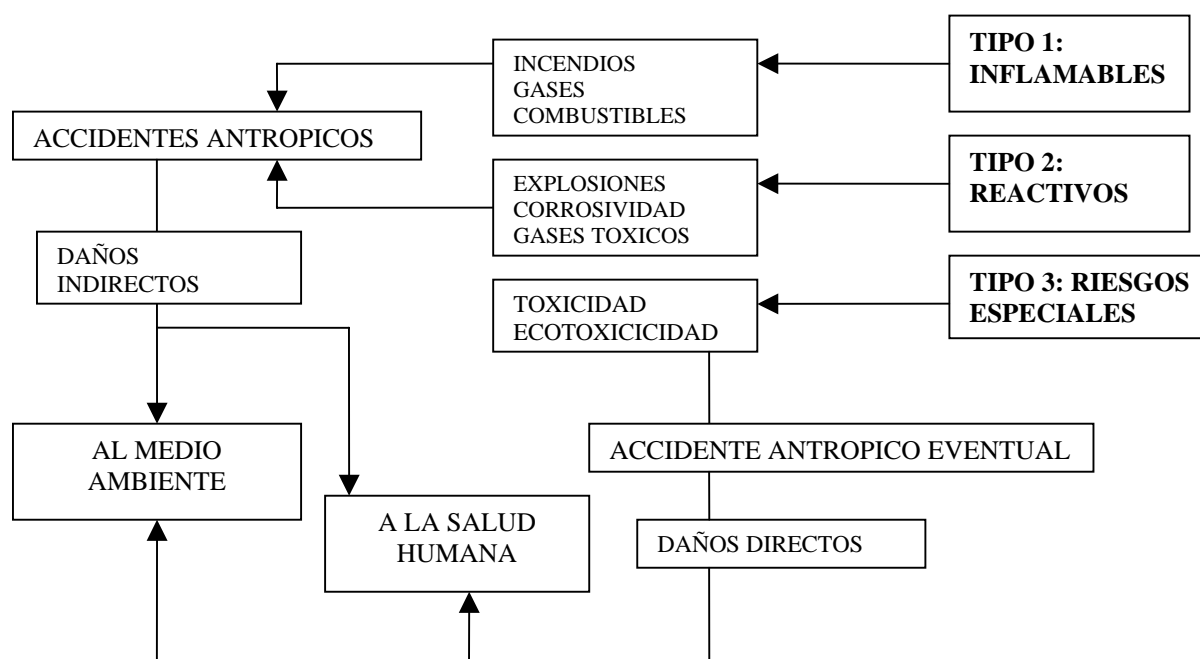 TIPO 1:
INFLAMABLES
INCENDIOS
GASES
COMBUSTIBLES
ACCIDENTES ANTROPICOS
TIPO 2:
REACTIVOS
EXPLOSIONES
CORROSIVIDAD
GASES TOXICOS
DAÑOS
INDIRECTOS
TIPO 3: RIESGOS
ESPECIALES
TOXICIDAD
ECOTOXICICIDAD
AL MEDIO
AMBIENTE
ACCIDENTE ANTROPICO EVENTUAL
A LA SALUD
HUMANA
DAÑOS DIRECTOS